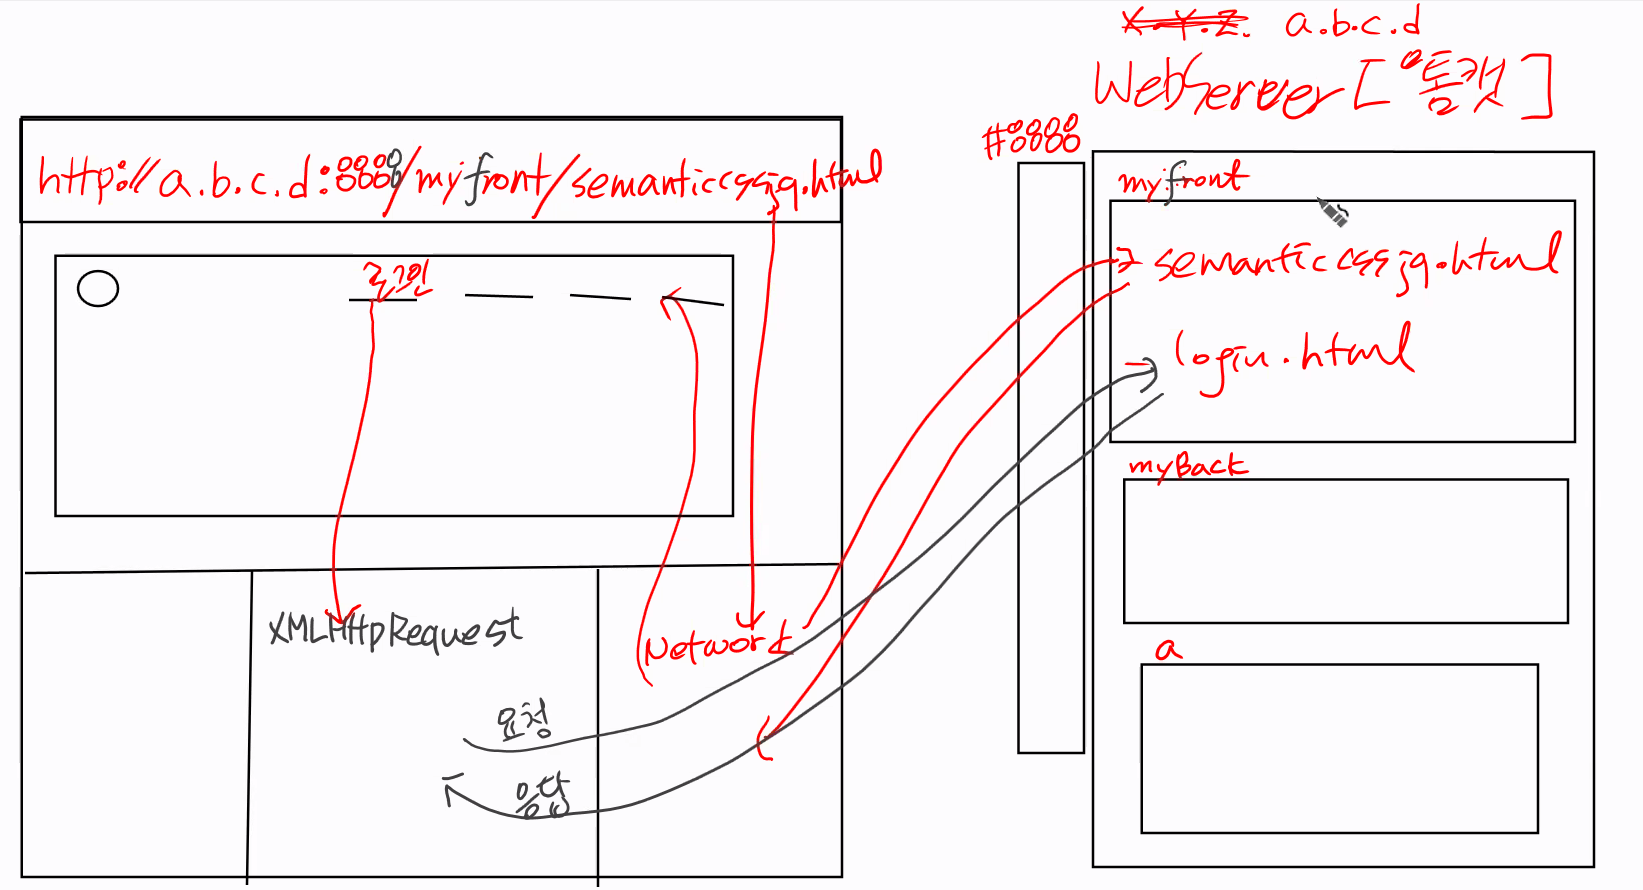 X.Y.Z. a.b.c.d
WebServer [톰캣]
#8888
http://a.b.c.d:8888/myfront/semanticcssjq.html
myfront
로그인
semanticcssjq.html
login.html
myBack
XMLHttpRequest
Network
a
요청
응답